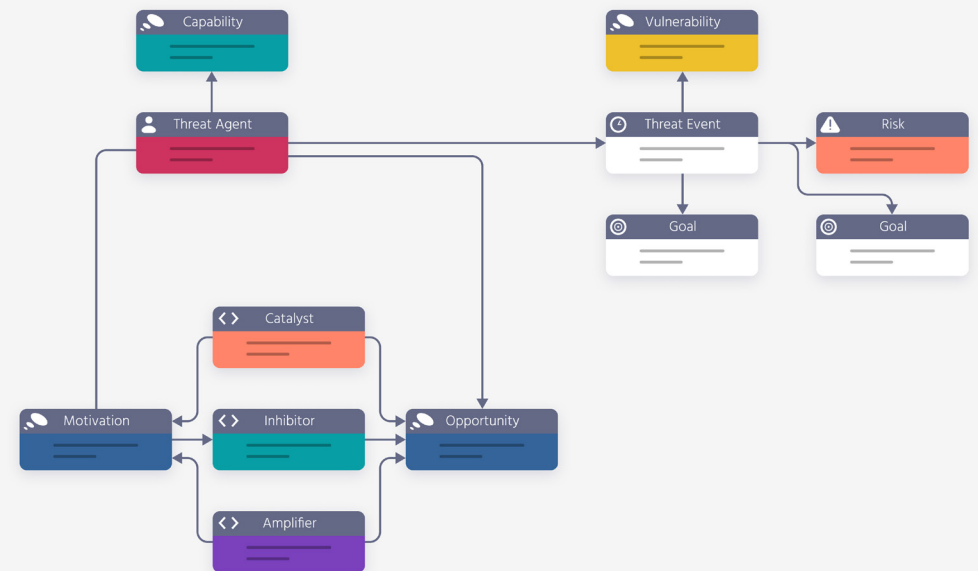 Capability
Vulnerability
Threat Agent
Threat Event
Risk
Goal
Goal
Catalyst
Motivation
Inhibitor
Opportunity
Amplifier